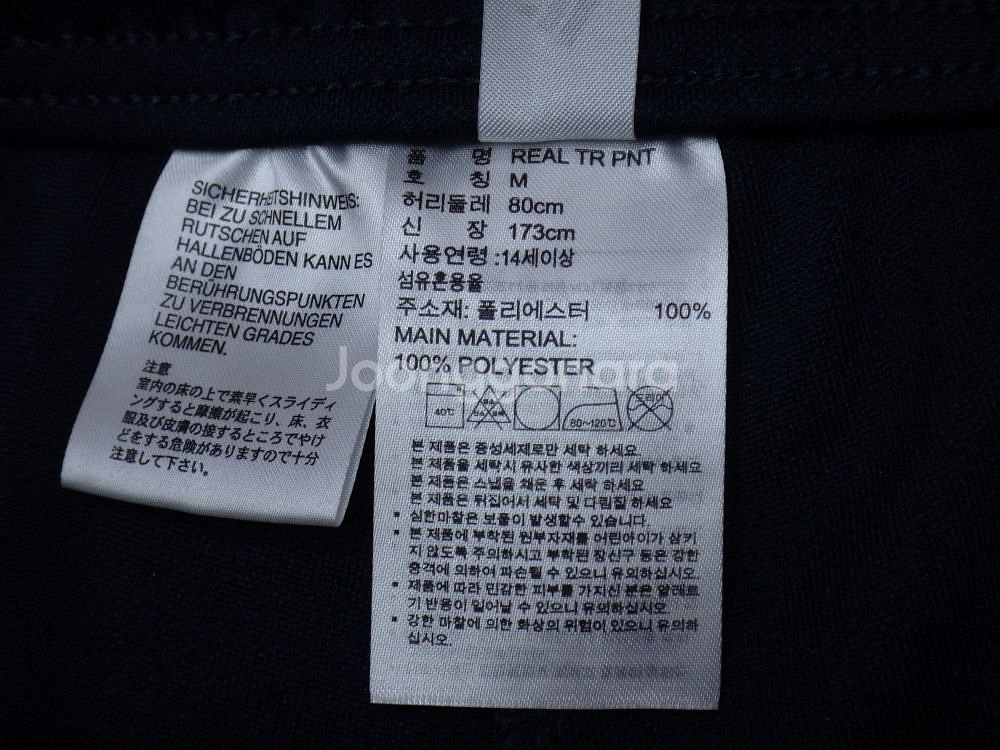 SICHERHEITSHINWEIS:
BEI ZU SCHNELLEM
RUTSCHEN AUF
HALLENBÖDEN KANN ES
AN DEN
BERÜHRUNGSPUNKTEN
ZU VERBRENNUNGEN
LEICHTEN GRADES
KOMMEN.
注意
室内の床の上で素早くスライディ
ングすると摩擦が起こり、床、衣
服及び皮膚の接するところでやけ
どをする危険がありますので十分
注意して下さい。
품 명 REAL TR PNT
호 칭 M
허리둘레 80cm
신 장 173cm
사용연령 :14세이상
섬유혼용율
주소재: 폴리에스터 100%
MAIN MATERIAL:
100% POLYESTER
Joonggonara
40℃ 80~120℃ 드라이
본 제품은 중성세제로만 세탁 하세요
본 제품을 세탁시 유사한 색상끼리 세탁 하세요
본 제품은 스냅을 채운 후 세탁 하세요
본 제품은 뒤집어서 세탁 및 다림질 하세요
▪ 심한마찰은 보풀이 발생할수 있습니다.
▪ 본 제품에 부착된 원부자재를 어린아이가 삼키
지 않도록 주의하시고 부착된 장신구 등은 강한
충격에 의하여 파손될 수 있으니 유의하십시오.
▪ 제품에 따라 민감한 피부를 가지신 분은 알레르
기 반응이 일어날 수 있으니 유의하십시오
▪ 강한 마찰에 의한 화상의 위험이 있으니 유의하
십시오.